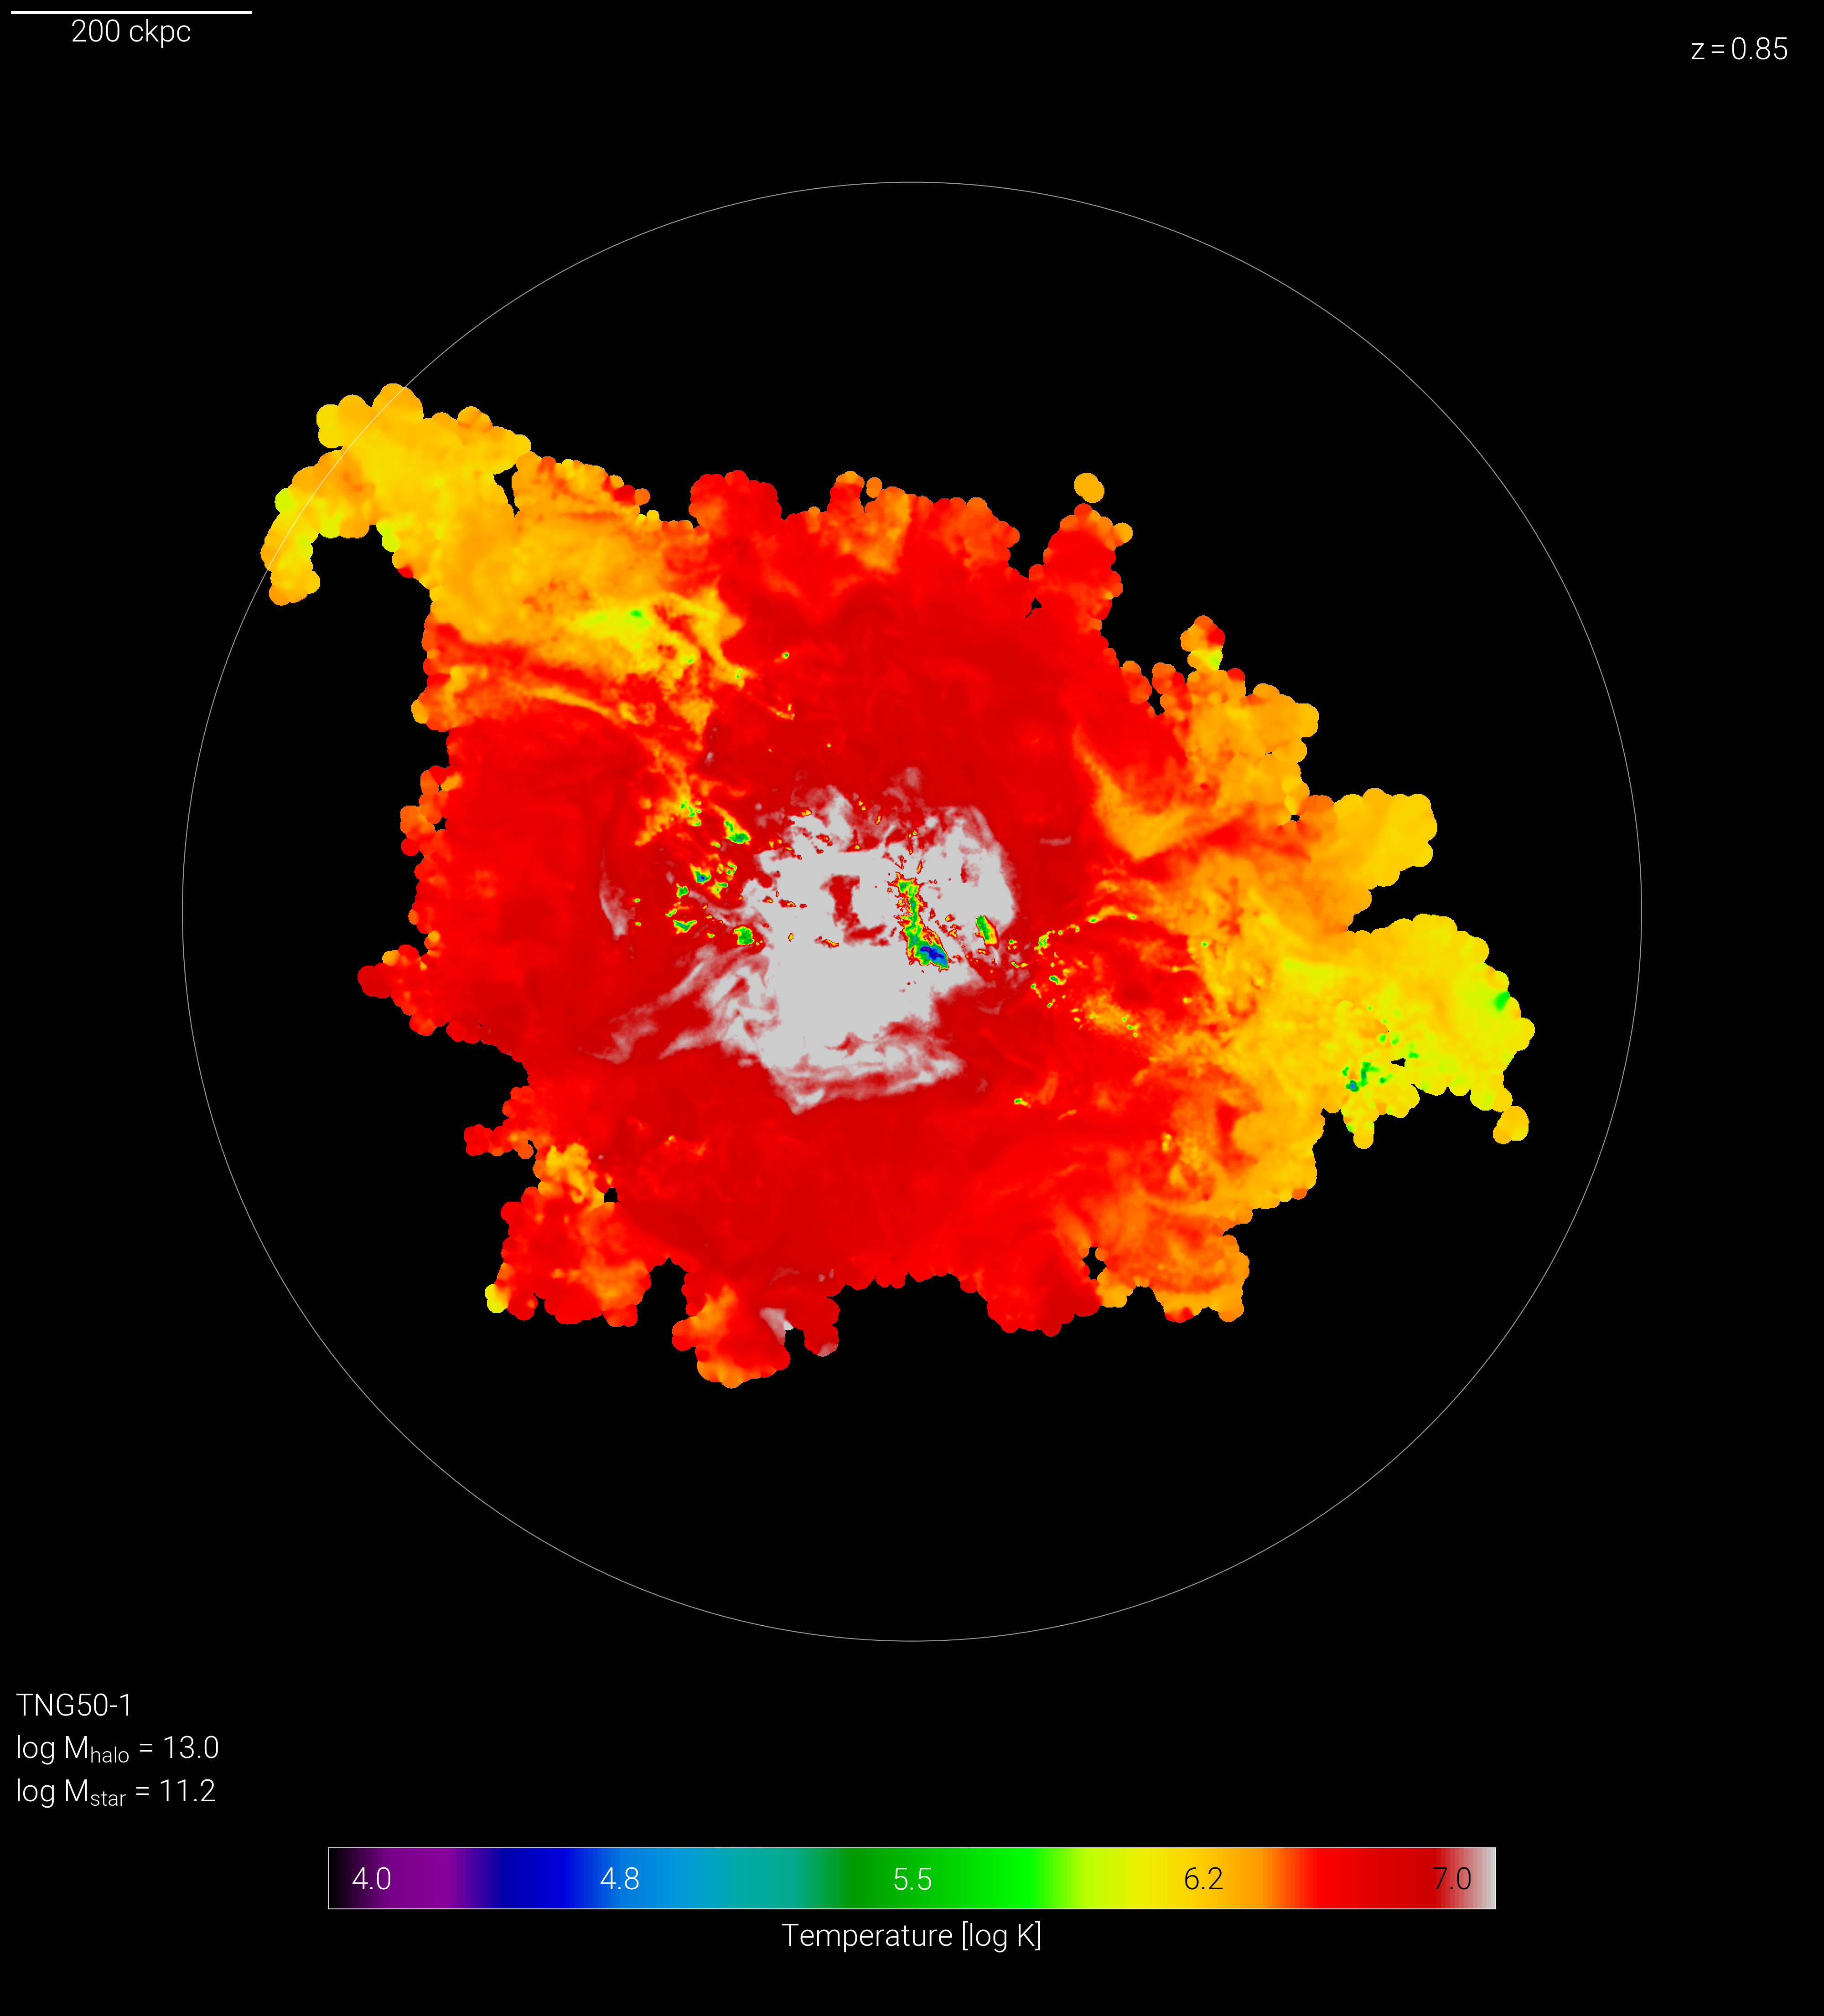 200 ckpc
z = 0.85
TNG50-1
log Mhalo = 13.0
log Mstar = 11.2
4.0 4.8 5.5 6.2 7.0
Temperature [log K]